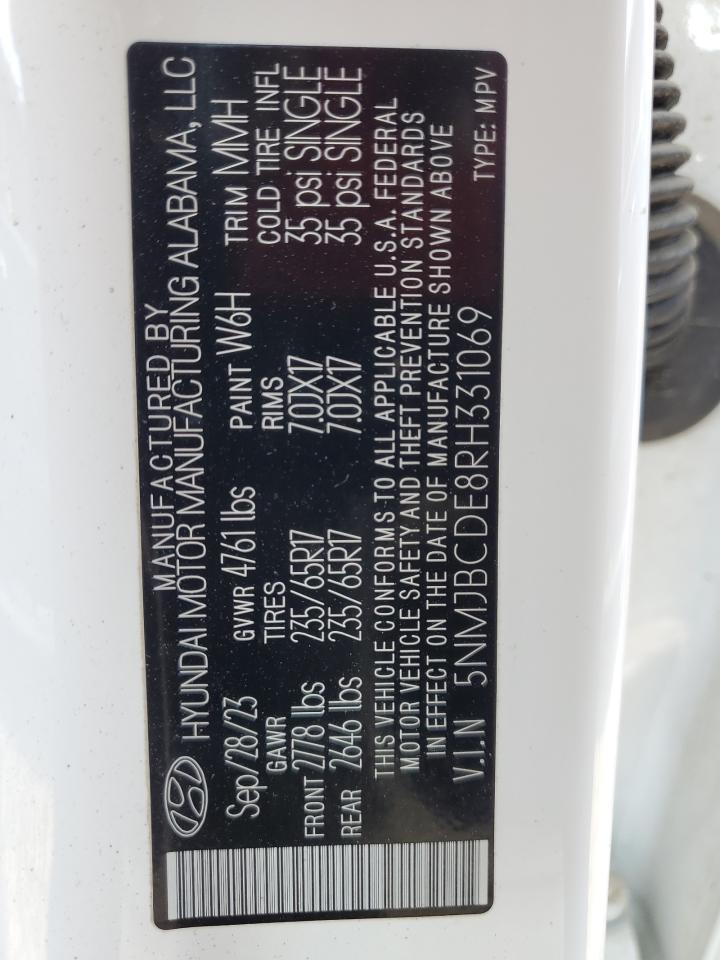 MANUFACTURED BY
HYUNDAI MOTOR MANUFACTURING ALABAMA, LLC
Sep/28/23 GVWR 4761 lbs PAINT W6H TRIM MMH
GAWR TIRES RIMS COLD TIRE INFL
FRONT 2778 lbs 235/65R17 7.0JX17 35 psi SINGLE
REAR 2646 lbs 235/65R17 7.0JX17 35 psi SINGLE
THIS VEHICLE CONFORMS TO ALL APPLICABLE U.S.A. FEDERAL
MOTOR VEHICLE SAFETY AND THEFT PREVENTION STANDARDS
IN EFFECT ON THE DATE OF MANUFACTURE SHOWN ABOVE
V.I.N 5NMJBCDE8RH331069 TYPE: MPV